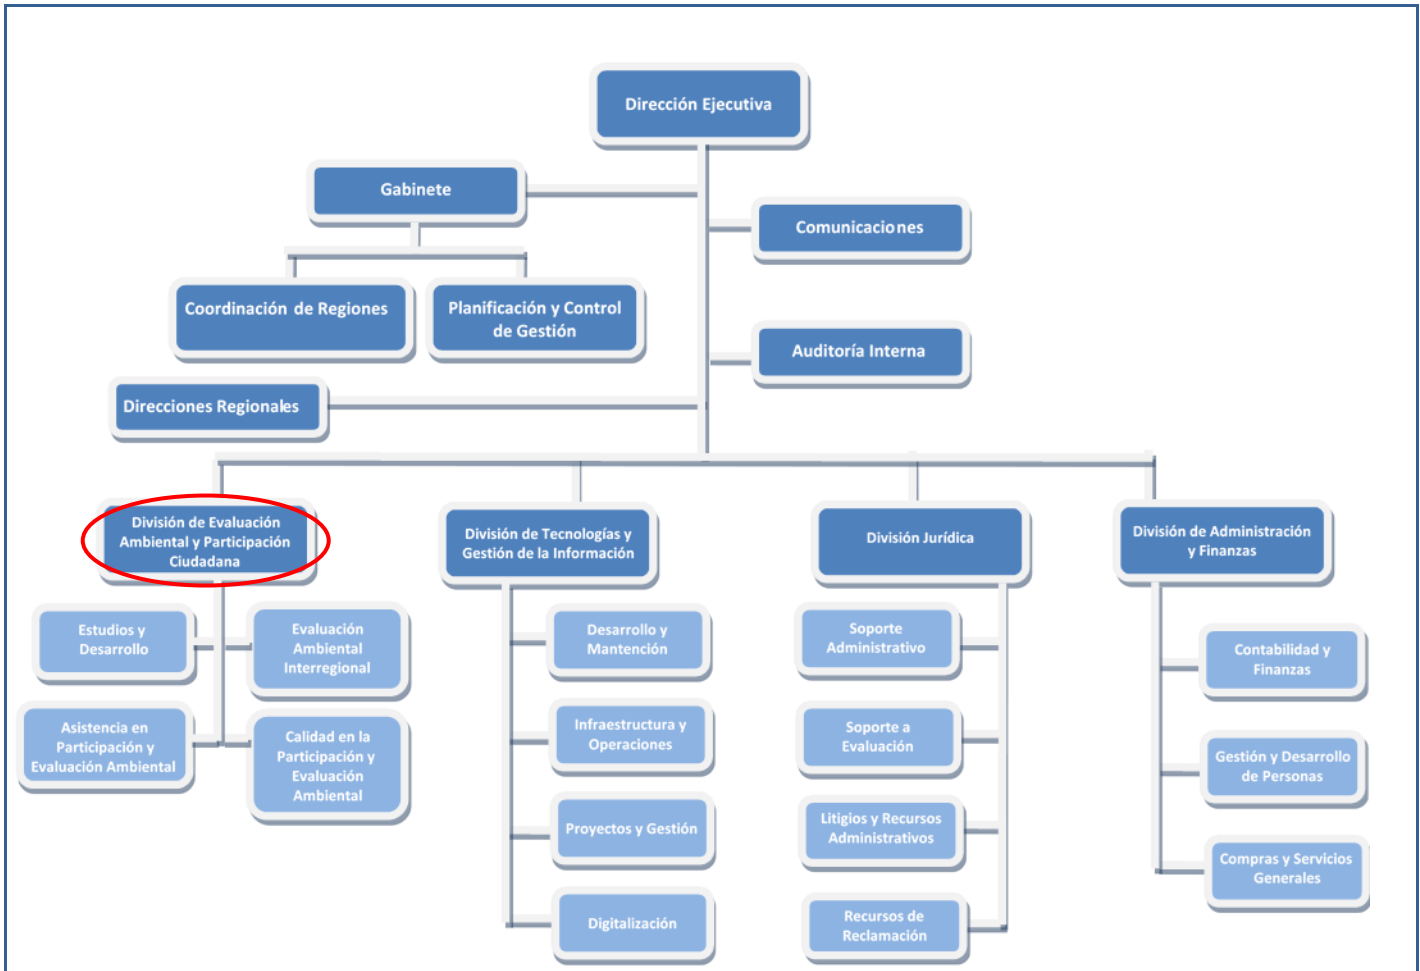 Dirección Ejecutiva
Gabinete
Comunicaciones
Coordinación de Regiones
Planificación y Control
de Gestión
Auditoría Interna
Direcciones Regionales
División de Evaluación
Ambiental y Participación
Ciudadana
División de Tecnologías y
Gestión de la Información
División Jurídica
División de Administración
y Finanzas
Estudios y
Desarrollo
Evaluación
Ambiental
Interregional
Asistencia en
Participación y
Evaluación Ambiental
Calidad en la
Participación y
Evaluación
Ambiental
Desarrollo y
Mantención
Infraestructura y
Operaciones
Proyectos y Gestión
Digitalización
Soporte
Administrativo
Soporte a
Evaluación
Litigios y Recursos
Administrativos
Recursos de
Reclamación
Contabilidad y
Finanzas
Gestión y Desarrollo
de Personas
Compras y Servicios
Generales